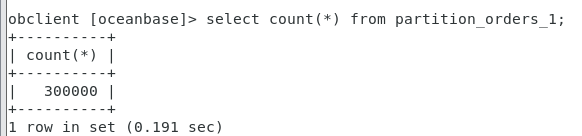 obclient [oceanbase]> select count(*) from partition_orders_1;
+----------+
| count(*) |
+----------+
|   300000 |
+----------+
1 row in set (0.191 sec)